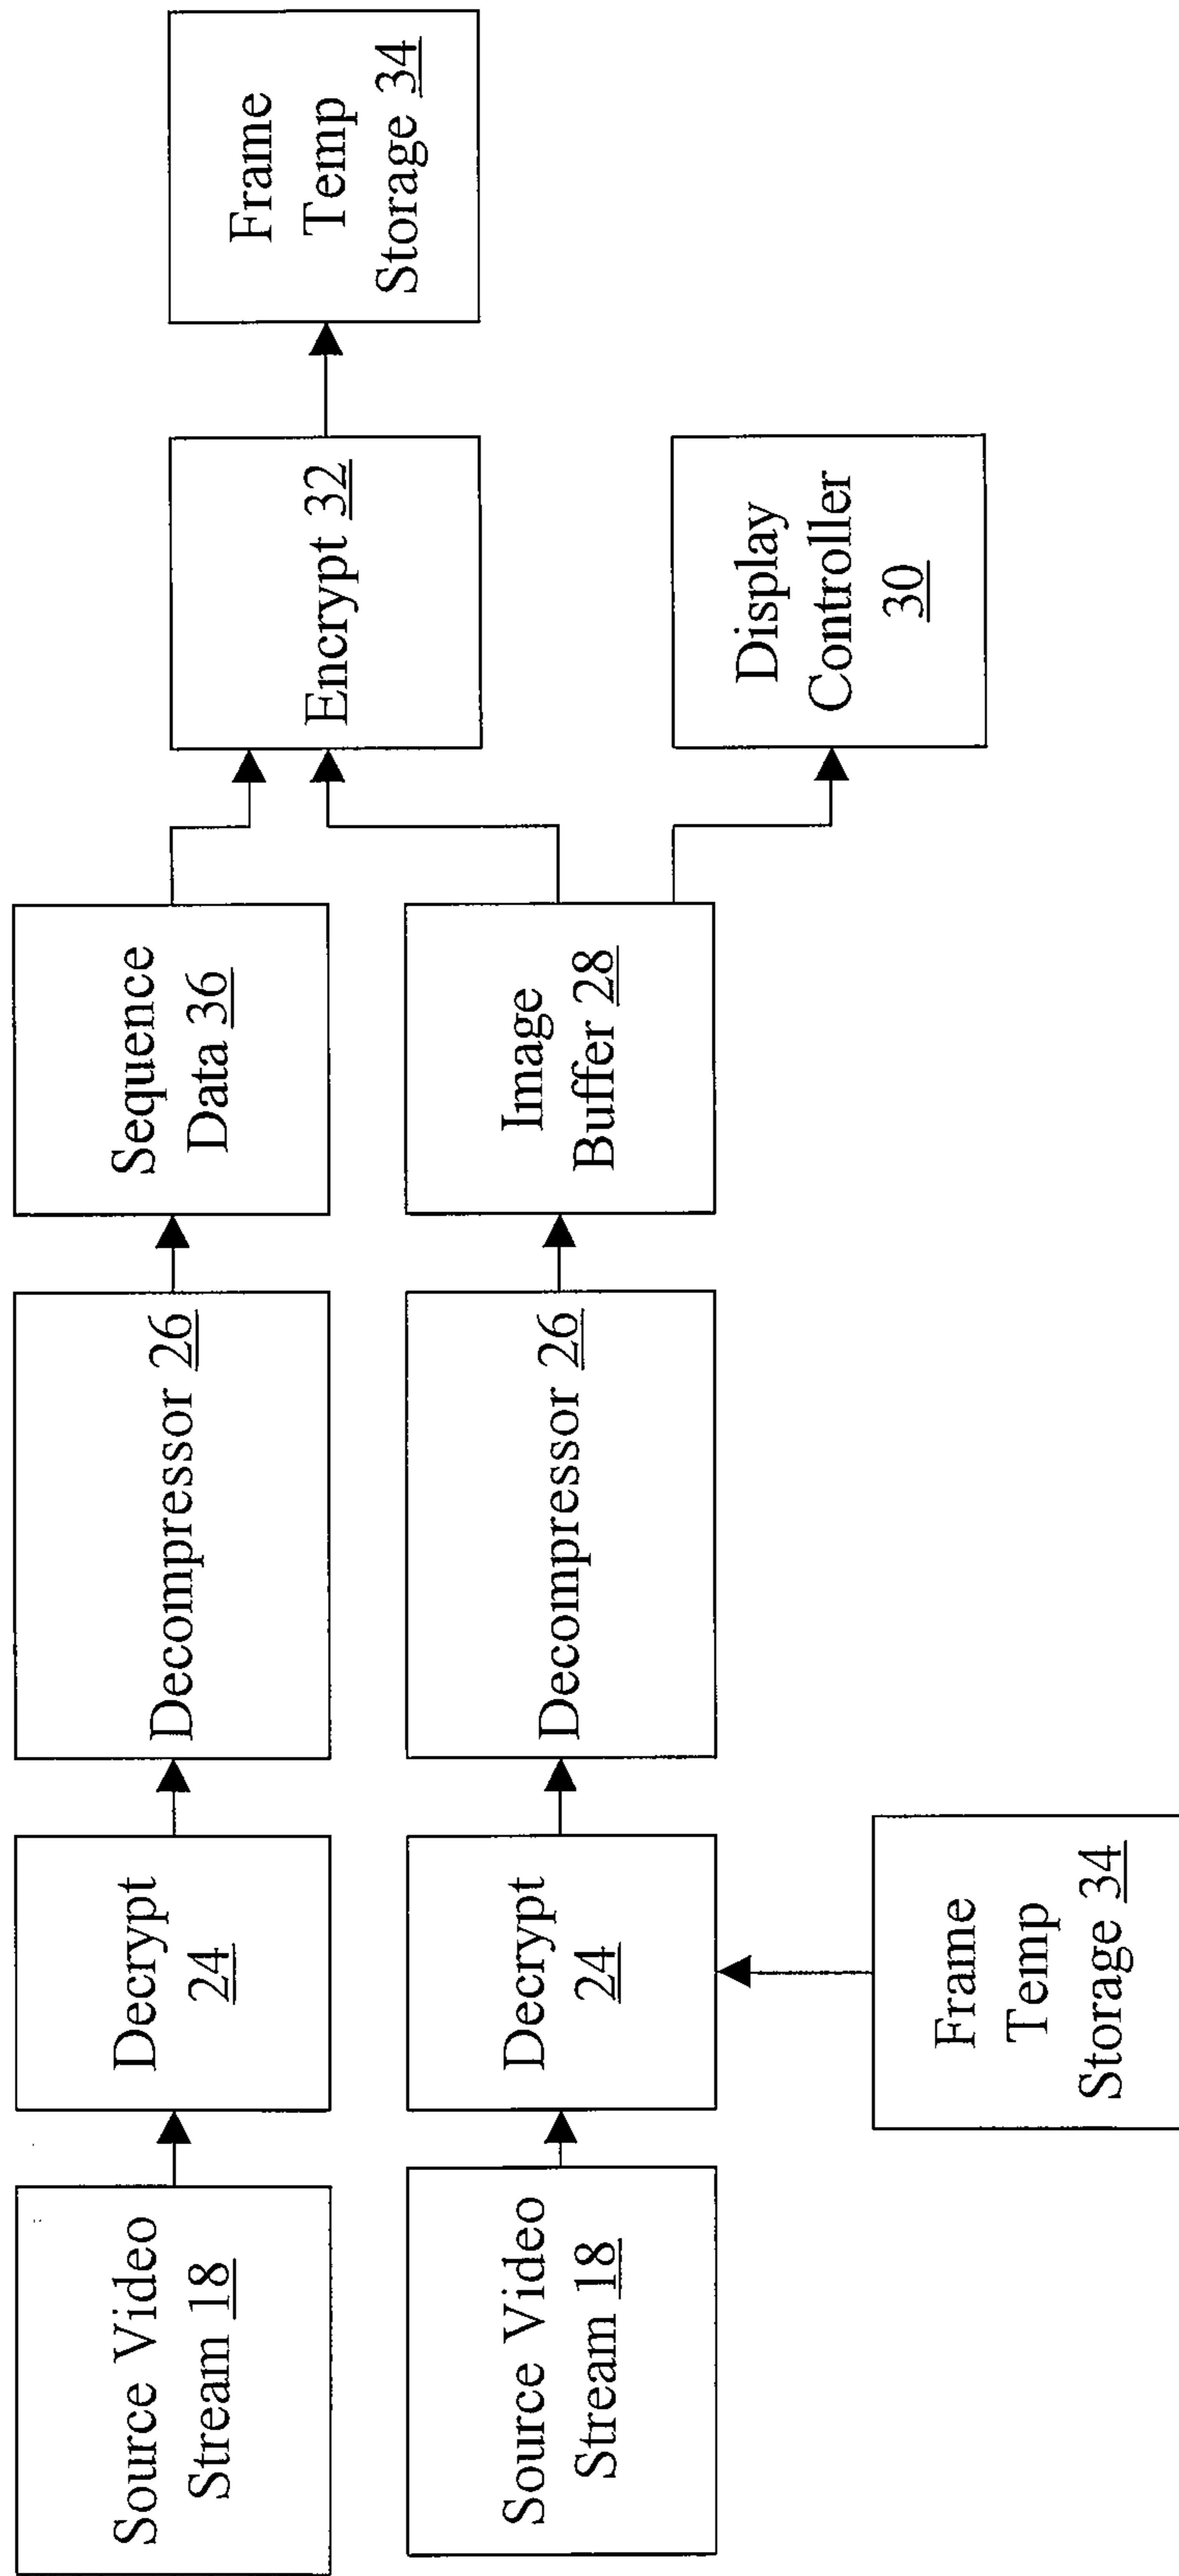 Source Video
Stream 18
Decrypt
24
Decompressor 26
Sequence
Data 36
Encrypt 32
Frame
Temp
Storage 34
Source Video
Stream 18
Decrypt
24
Decompressor 26
Image
Buffer 28
Display
Controller
30
Frame
Temp
Storage 34